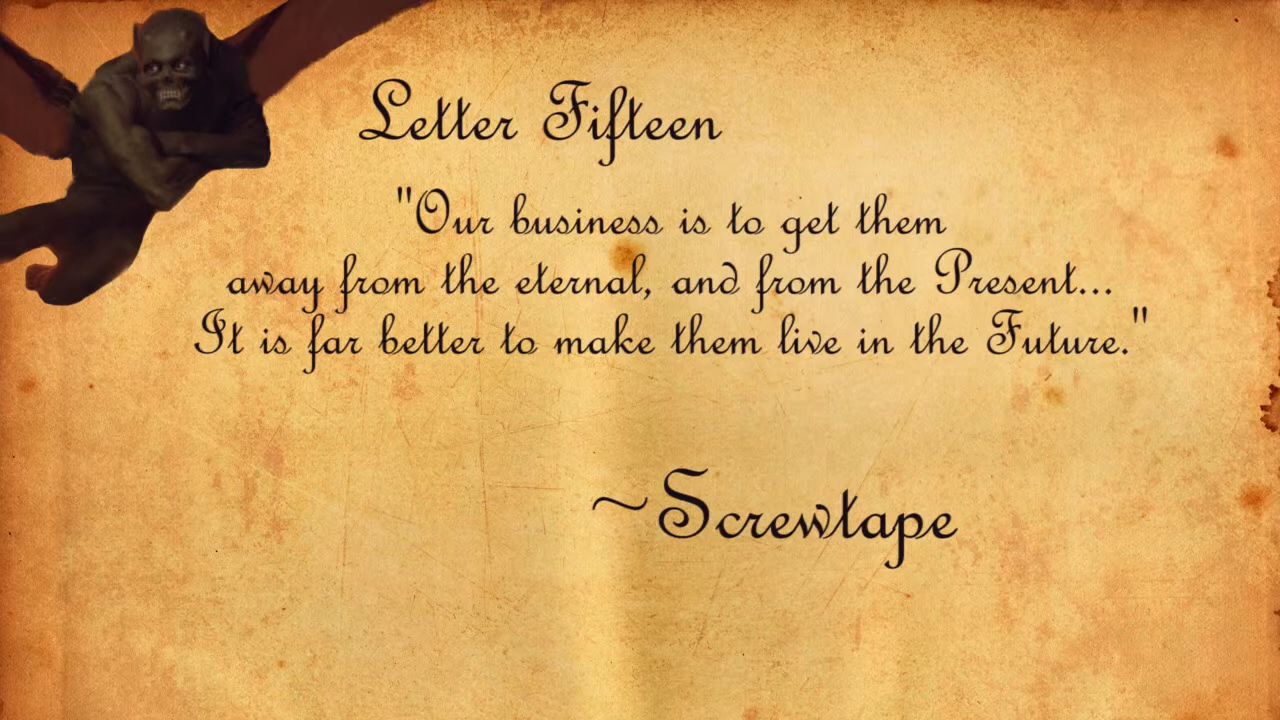 Letter Fifteen
"Our business is to get them
away from the eternal, and from the Present...
It is far better to make them live in the Future."
~Screwtape